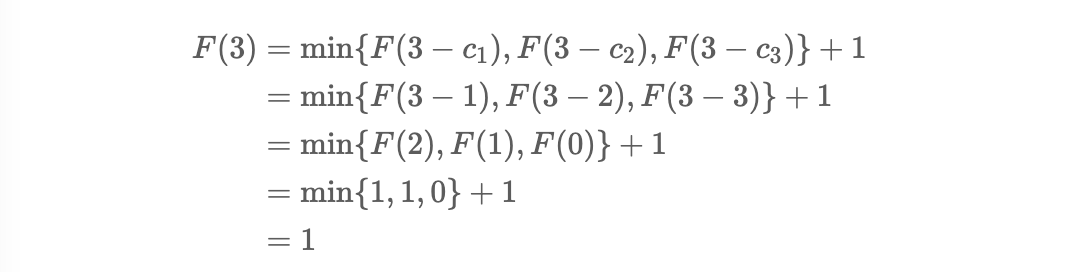 F(3) = min{F(3 − c₁), F(3 − c₂), F(3 − c₃)} + 1
= min{F(3 − 1), F(3 − 2), F(3 − 3)} + 1
= min{F(2), F(1), F(0)} + 1
= min{1, 1, 0} + 1
= 1